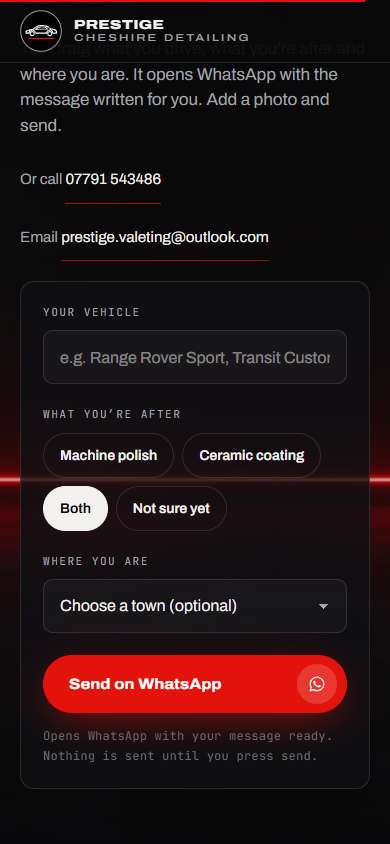 PRESTIGE
CHESHIRE DETAILING
what you drive, what you're after and
where you are. It opens WhatsApp with the
message written for you. Add a photo and
send.
Or call 07791 543486
Email prestige.valeting@outlook.com
YOUR VEHICLE
e.g. Range Rover Sport, Transit Custor
WHAT YOU'RE AFTER
Machine polish
Ceramic coating
Both
Not sure yet
WHERE YOU ARE
Choose a town (optional)
Send on WhatsApp
Opens WhatsApp with your message ready.
Nothing is sent until you press send.